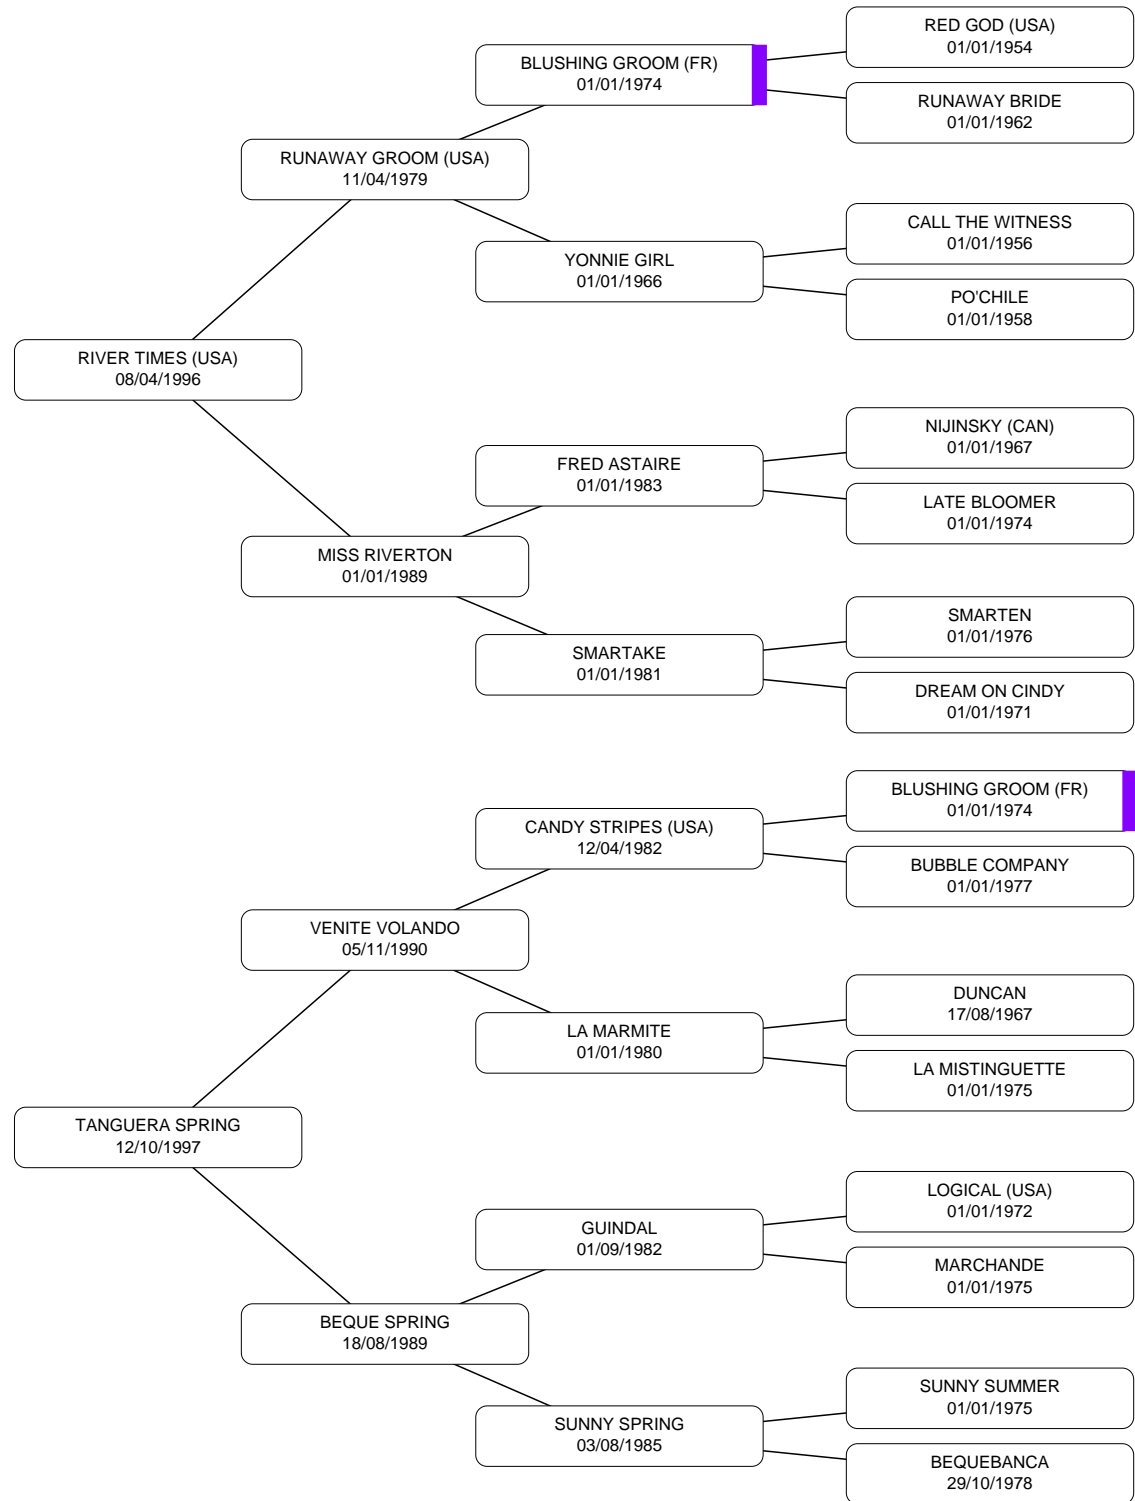 RED GOD (USA)
01/01/1954
BLUSHING GROOM (FR)
01/01/1974
RUNAWAY BRIDE
01/01/1962
RUNAWAY GROOM (USA)
11/04/1979
CALL THE WITNESS
01/01/1956
YONNIE GIRL
01/01/1966
PO'CHILE
01/01/1958
RIVER TIMES (USA)
08/04/1996
NIJINSKY (CAN)
01/01/1967
FRED ASTAIRE
01/01/1983
LATE BLOOMER
01/01/1974
MISS RIVERTON
01/01/1989
SMARTEN
01/01/1976
SMARTAKE
01/01/1981
DREAM ON CINDY
01/01/1971
BLUSHING GROOM (FR)
01/01/1974
CANDY STRIPES (USA)
12/04/1982
BUBBLE COMPANY
01/01/1977
VENITE VOLANDO
05/11/1990
DUNCAN
17/08/1967
LA MARMITE
01/01/1980
LA MISTINGUETTE
01/01/1975
TANGUERA SPRING
12/10/1997
LOGICAL (USA)
01/01/1972
GUINDAL
01/09/1982
MARCHANDE
01/01/1975
BEQUE SPRING
18/08/1989
SUNNY SUMMER
01/01/1975
SUNNY SPRING
03/08/1985
BEQUEBANCA
29/10/1978